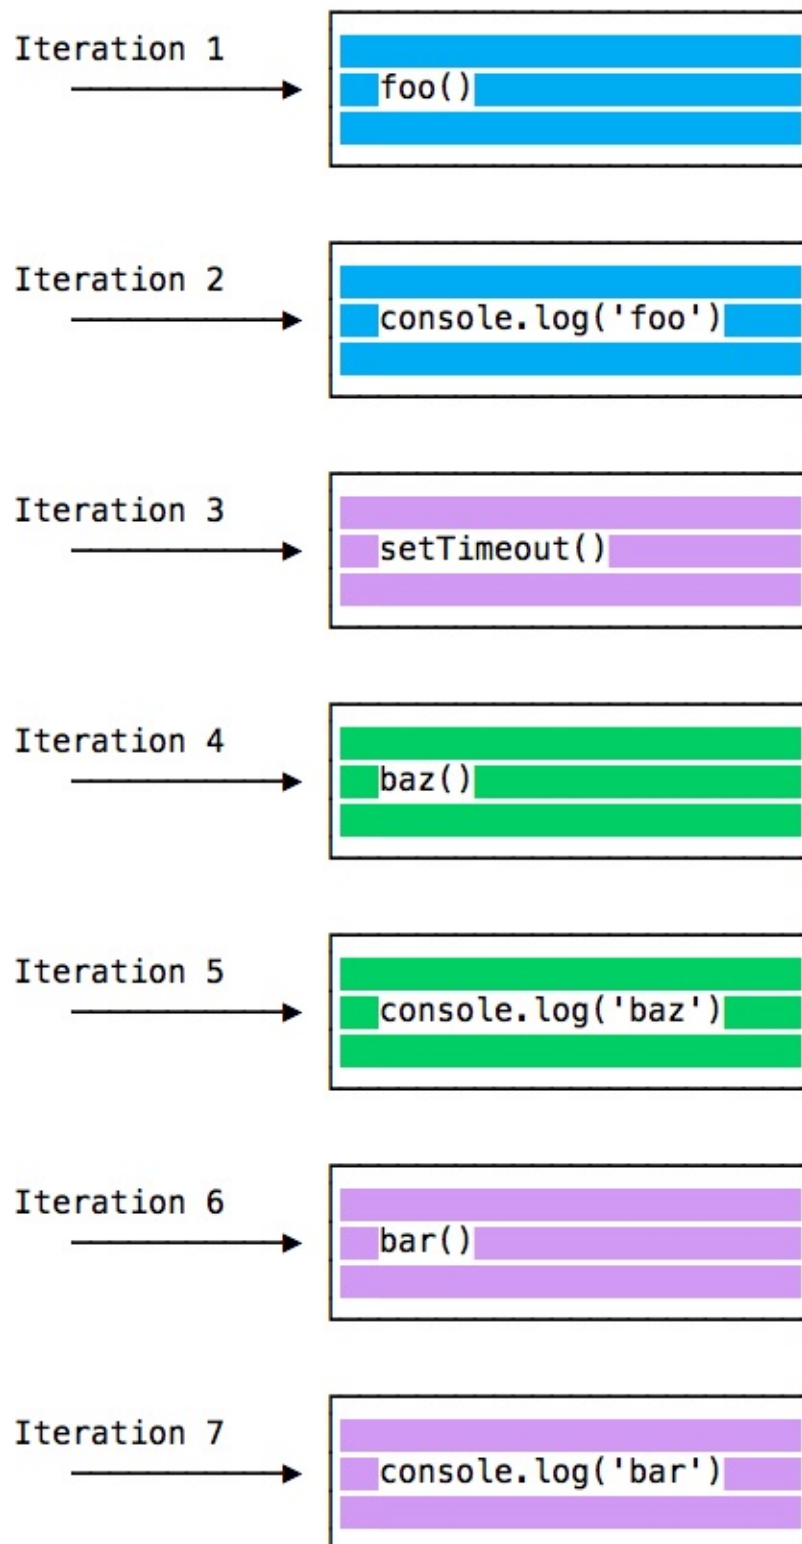 Iteration 1
foo()
Iteration 2
console.log('foo')
Iteration 3
setTimeout()
Iteration 4
baz()
Iteration 5
console.log('baz')
Iteration 6
bar()
Iteration 7
console.log('bar')